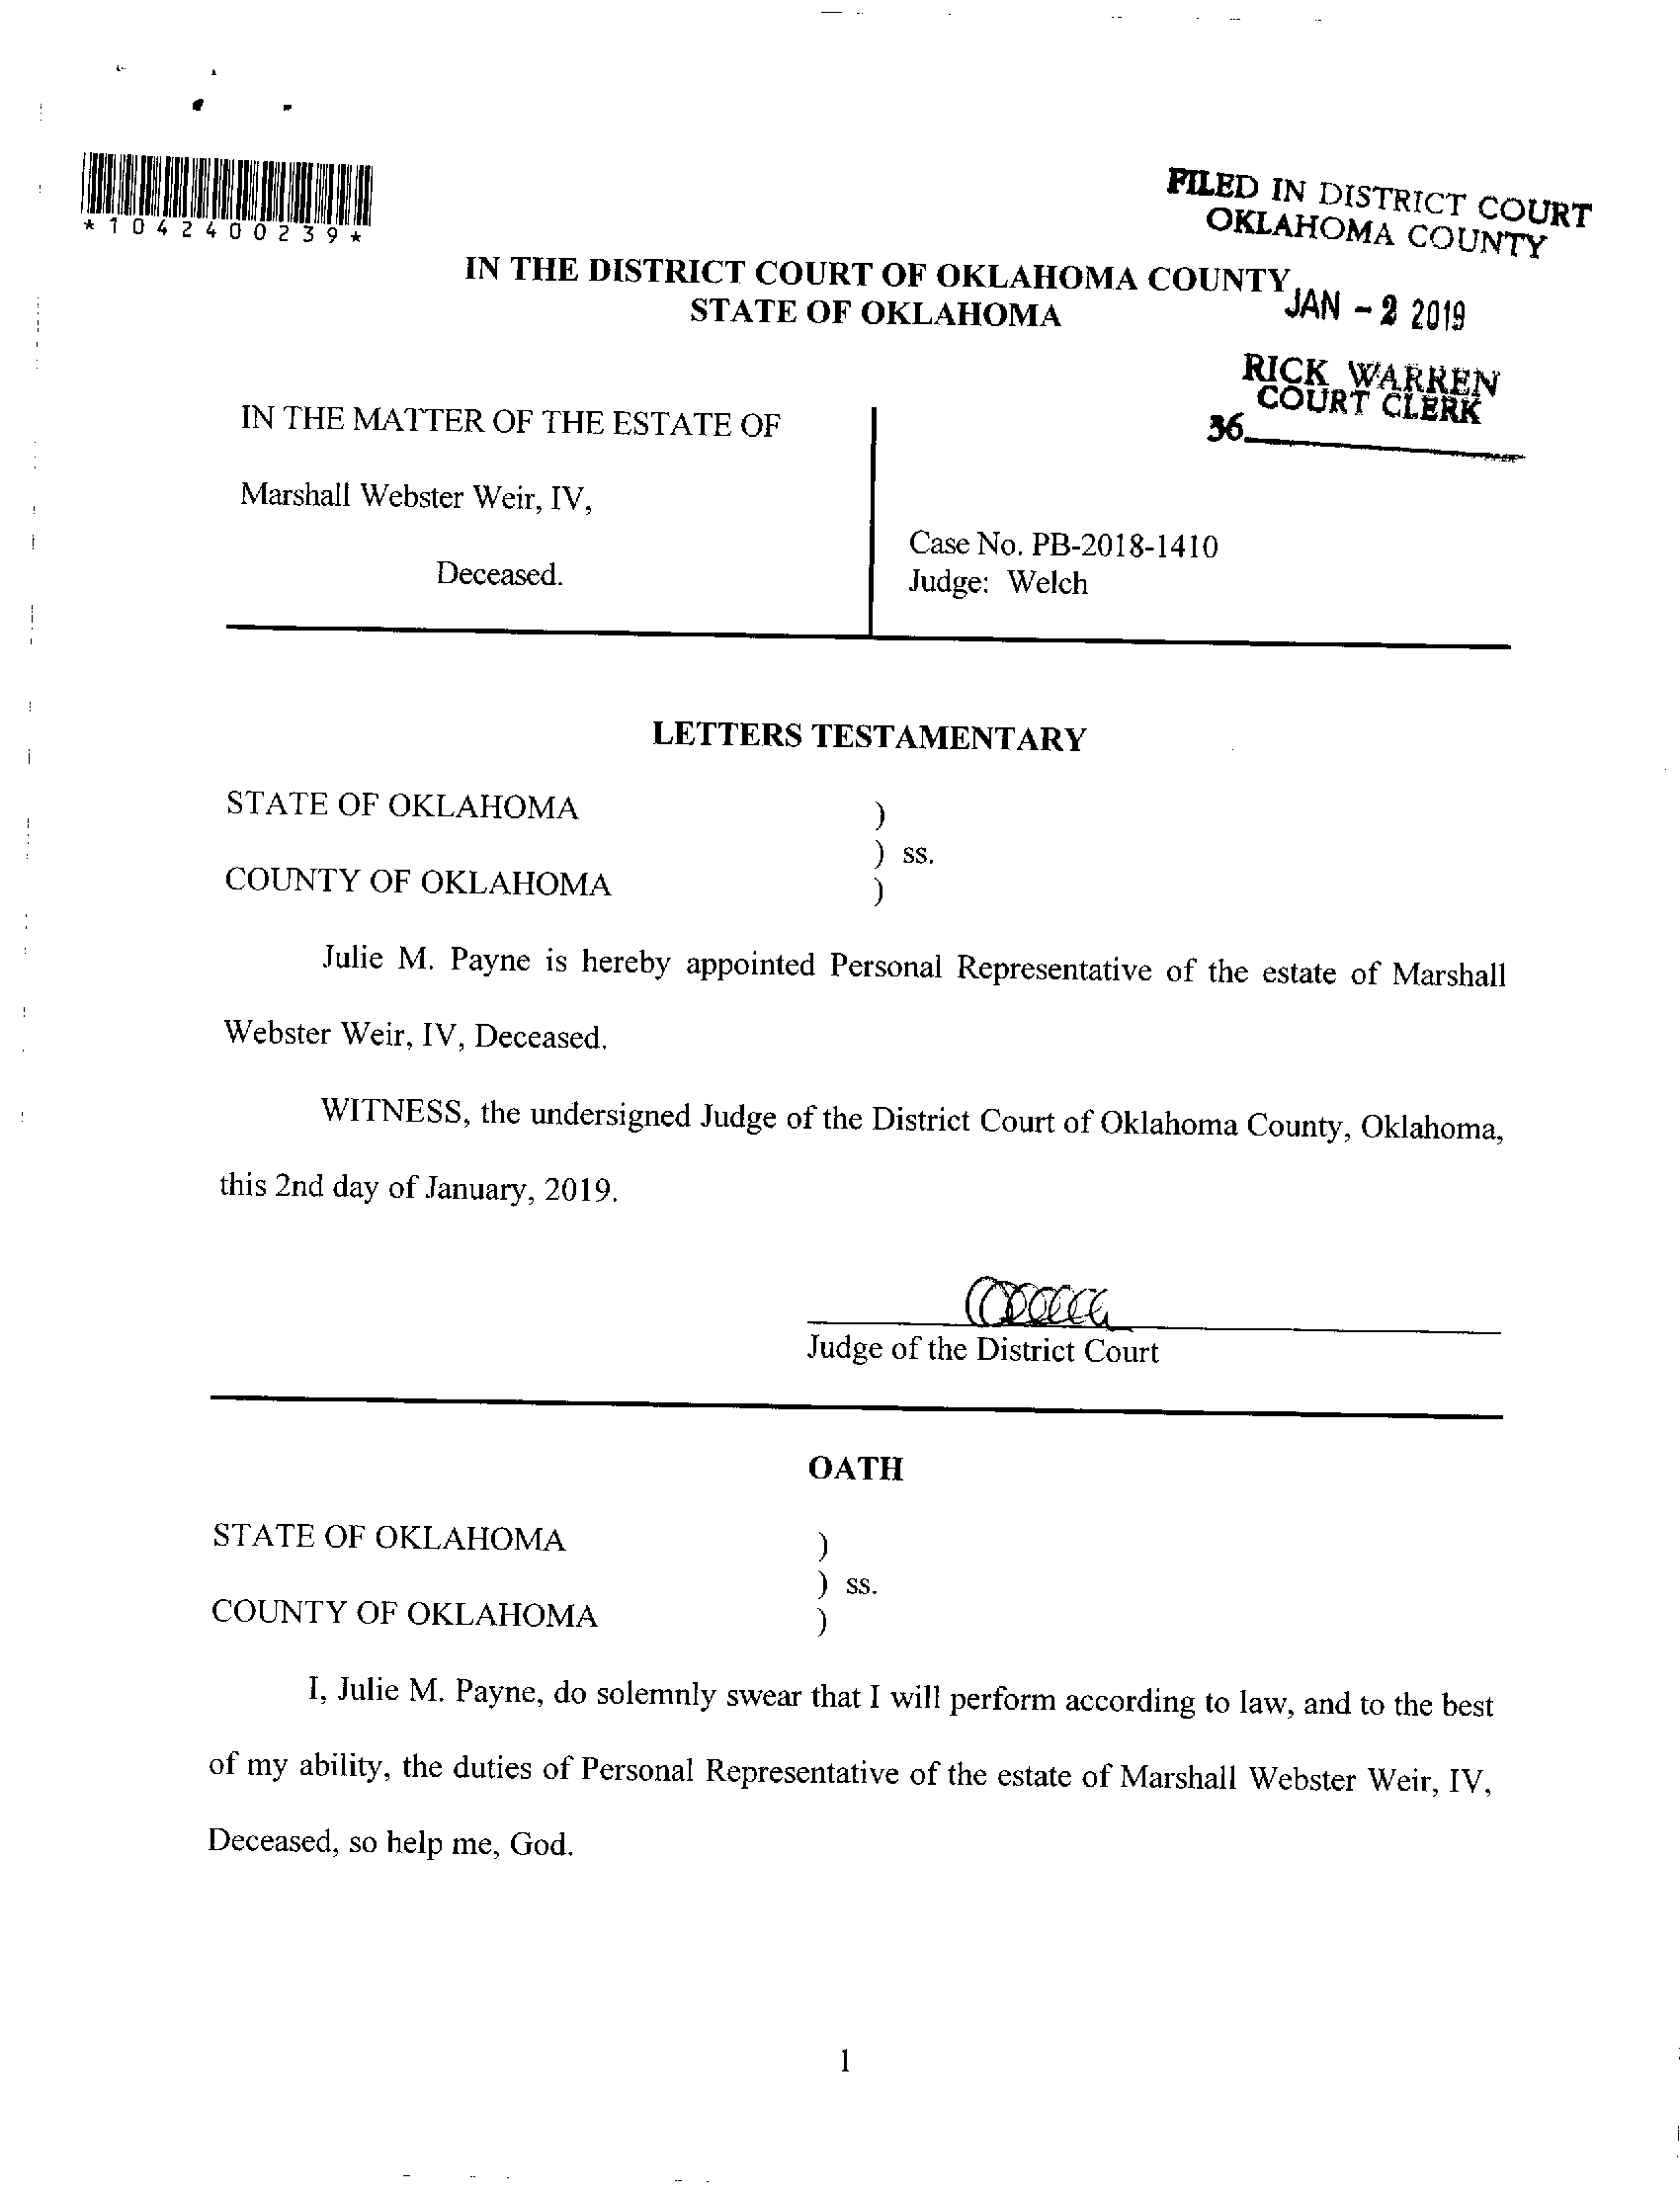 *1042400239*
FILED IN DISTRICT COURT
OKLAHOMA COUNTY
IN THE DISTRICT COURT OF OKLAHOMA COUNTY
STATE OF OKLAHOMA
JAN - 2 2019
RICK WARREN
COURT CLERK
36
IN THE MATTER OF THE ESTATE OF
Marshall Webster Weir, IV,
Deceased.
Case No. PB-2018-1410
Judge: Welch
LETTERS TESTAMENTARY
STATE OF OKLAHOMA )
) ss.
COUNTY OF OKLAHOMA )
Julie M. Payne is hereby appointed Personal Representative of the estate of Marshall
Webster Weir, IV, Deceased.
WITNESS, the undersigned Judge of the District Court of Oklahoma County, Oklahoma,
this 2nd day of January, 2019.
Judge of the District Court
OATH
STATE OF OKLAHOMA )
) ss.
COUNTY OF OKLAHOMA )
I, Julie M. Payne, do solemnly swear that I will perform according to law, and to the best
of my ability, the duties of Personal Representative of the estate of Marshall Webster Weir, IV,
Deceased, so help me, God.
1